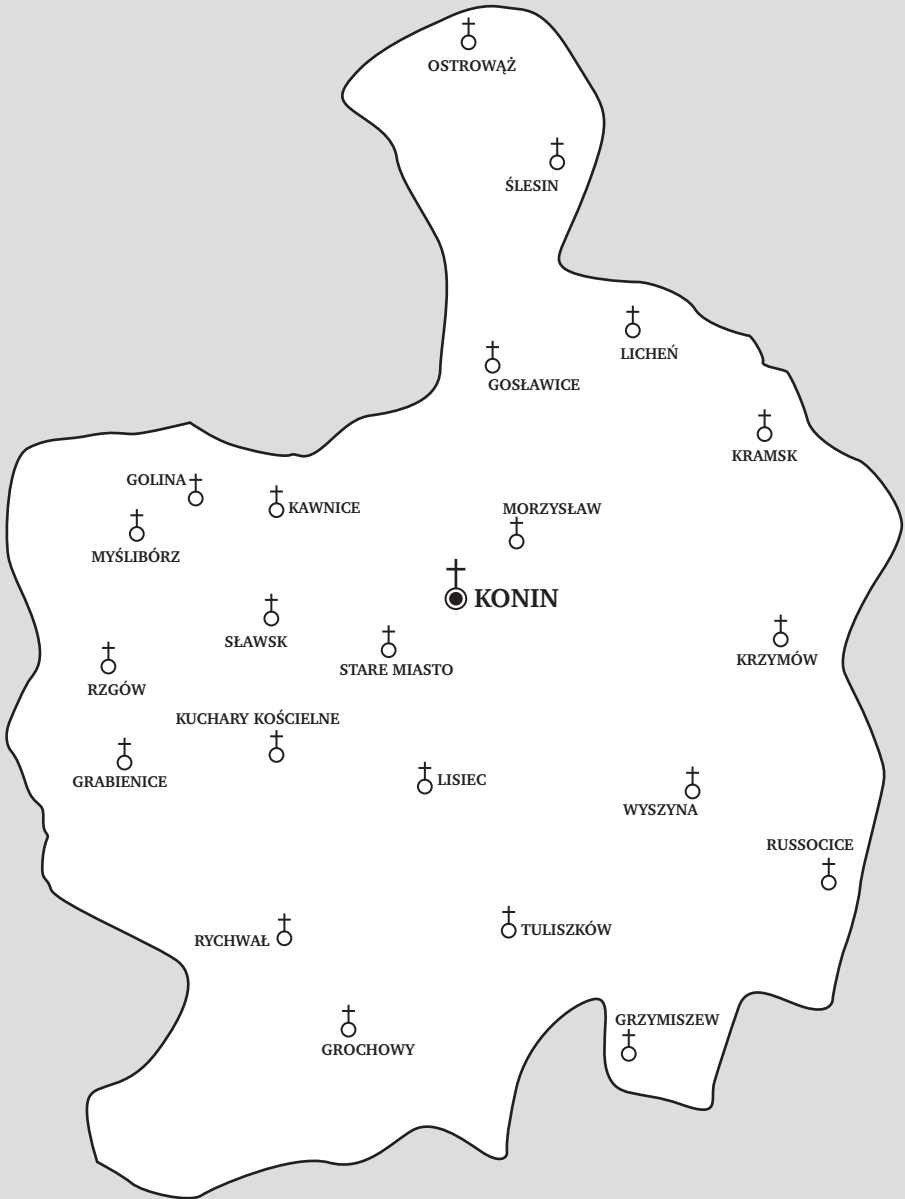 OSTROWĄŻ
ŚLESIN
LICHEŃ
GOSŁAWICE
KRAMSK
GOLINA
KAWNICE
MORZYSŁAW
MYŚLIBÓRZ
KONIN
SŁAWSK
STARE MIASTO
KRZYMÓW
RZGÓW
KUCHARY KOŚCIELNE
GRABIENICE
LISIEC
WYSZYNA
RUSSOCICE
RYCHWAŁ
TULISZKÓW
GRZYMISZEW
GROCHOWY